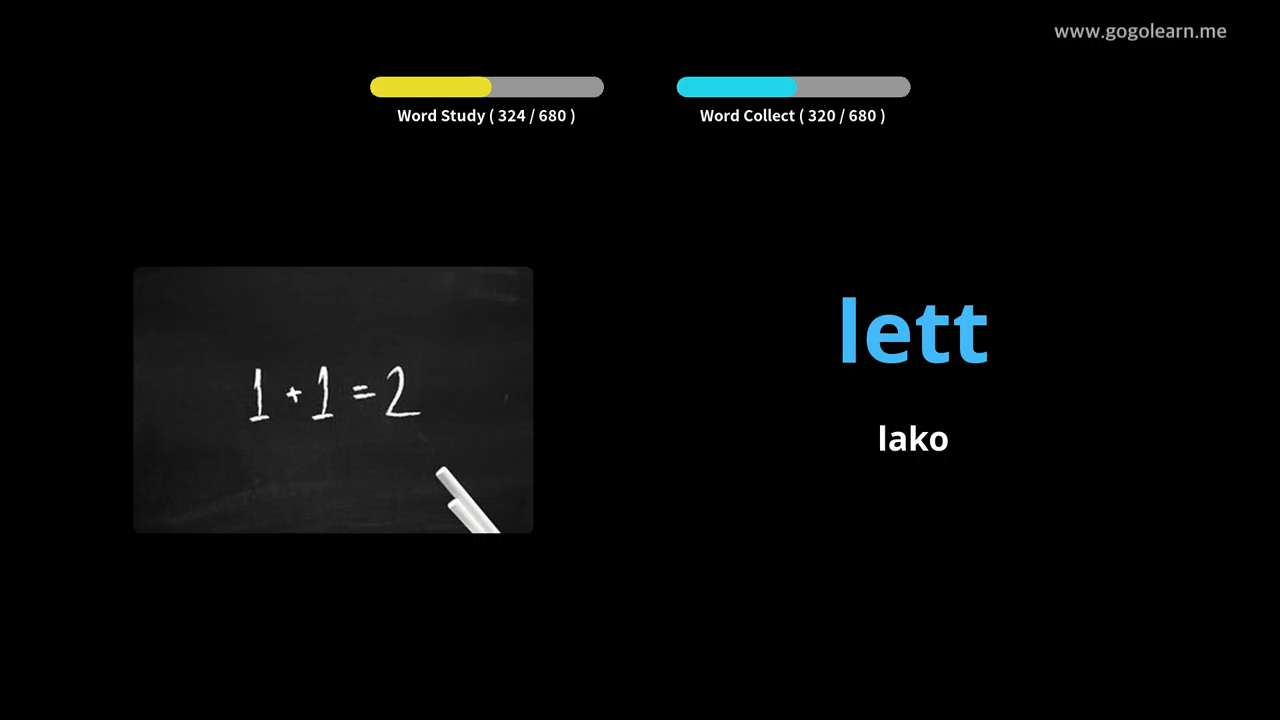 www.gogolearn.me
Word Study ( 324 / 680 )
Word Collect ( 320 / 680 )
1 + 1 = 2
lett
lako